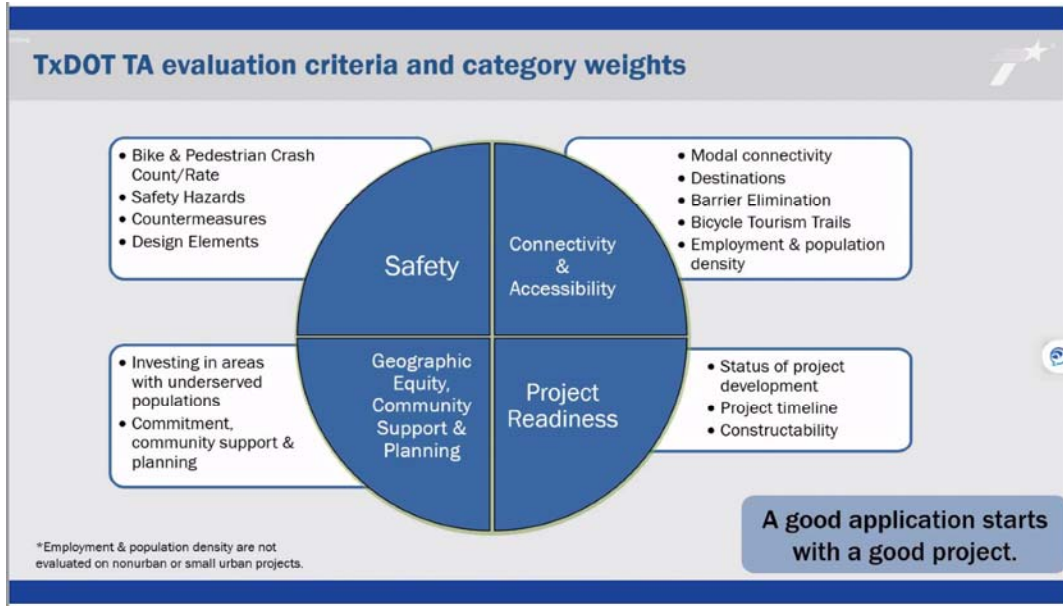 TxDOT TA evaluation criteria and category weights
• Bike & Pedestrian Crash
Count/Rate
• Safety Hazards
• Countermeasures
• Design Elements
Safety
• Modal connectivity
• Destinations
• Barrier Elimination
• Bicycle Tourism Trails
• Employment & population
density
Connectivity
&
Accessibility
• Investing in areas
with underserved
populations
• Commitment,
community support &
planning
Geographic
Equity,
Community
Support &
Planning
Project
Readiness
• Status of project
development
• Project timeline
• Constructability
*Employment & population density are not
evaluated on nonurban or small urban projects.
A good application starts
with a good project.